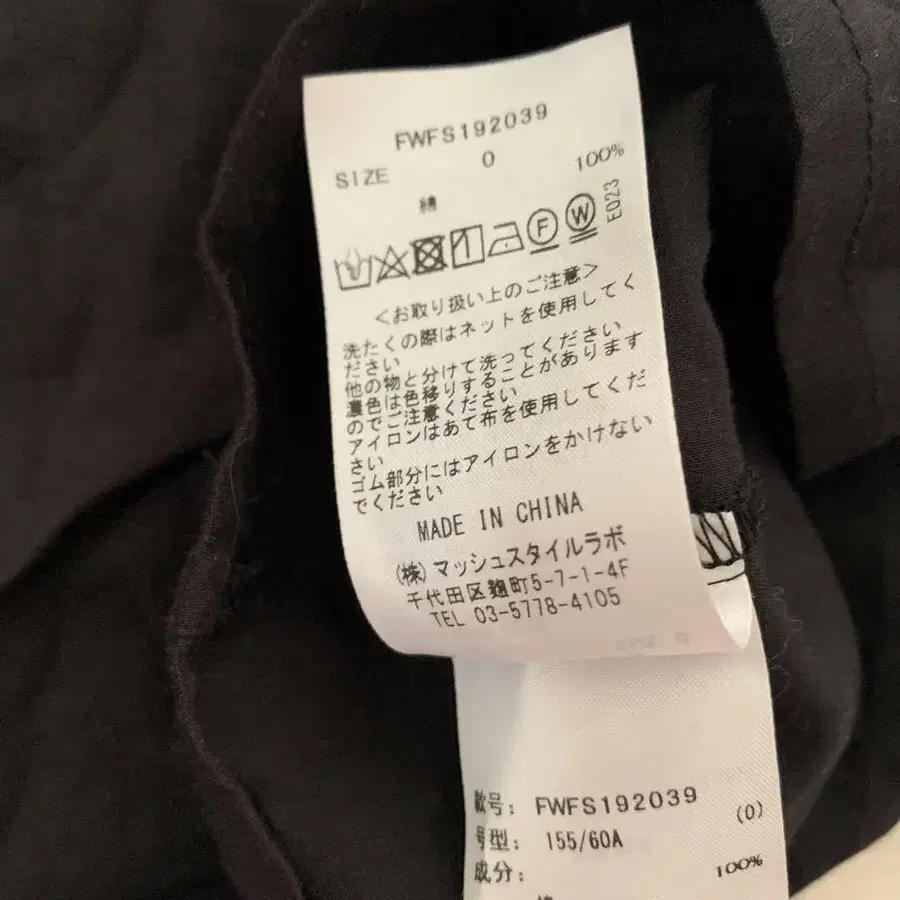 FWFS192039
SIZE 0
綿 100%
E023
F W
<お取り扱い上のご注意>
洗たくの際はネットを使用してく
ださい
他の物と分けて洗ってください
濃色は色移りすることがあります
のでご注意ください
アイロンはあて布を使用してくだ
さい
ゴム部分にはアイロンをかけない
でください
MADE IN CHINA
(株)マッシュスタイルラボ
千代田区麹町5-7-1-4F
TEL 03-5778-4105
款号: FWFS192039
(0)
号型: 155/60A
成分: 100%